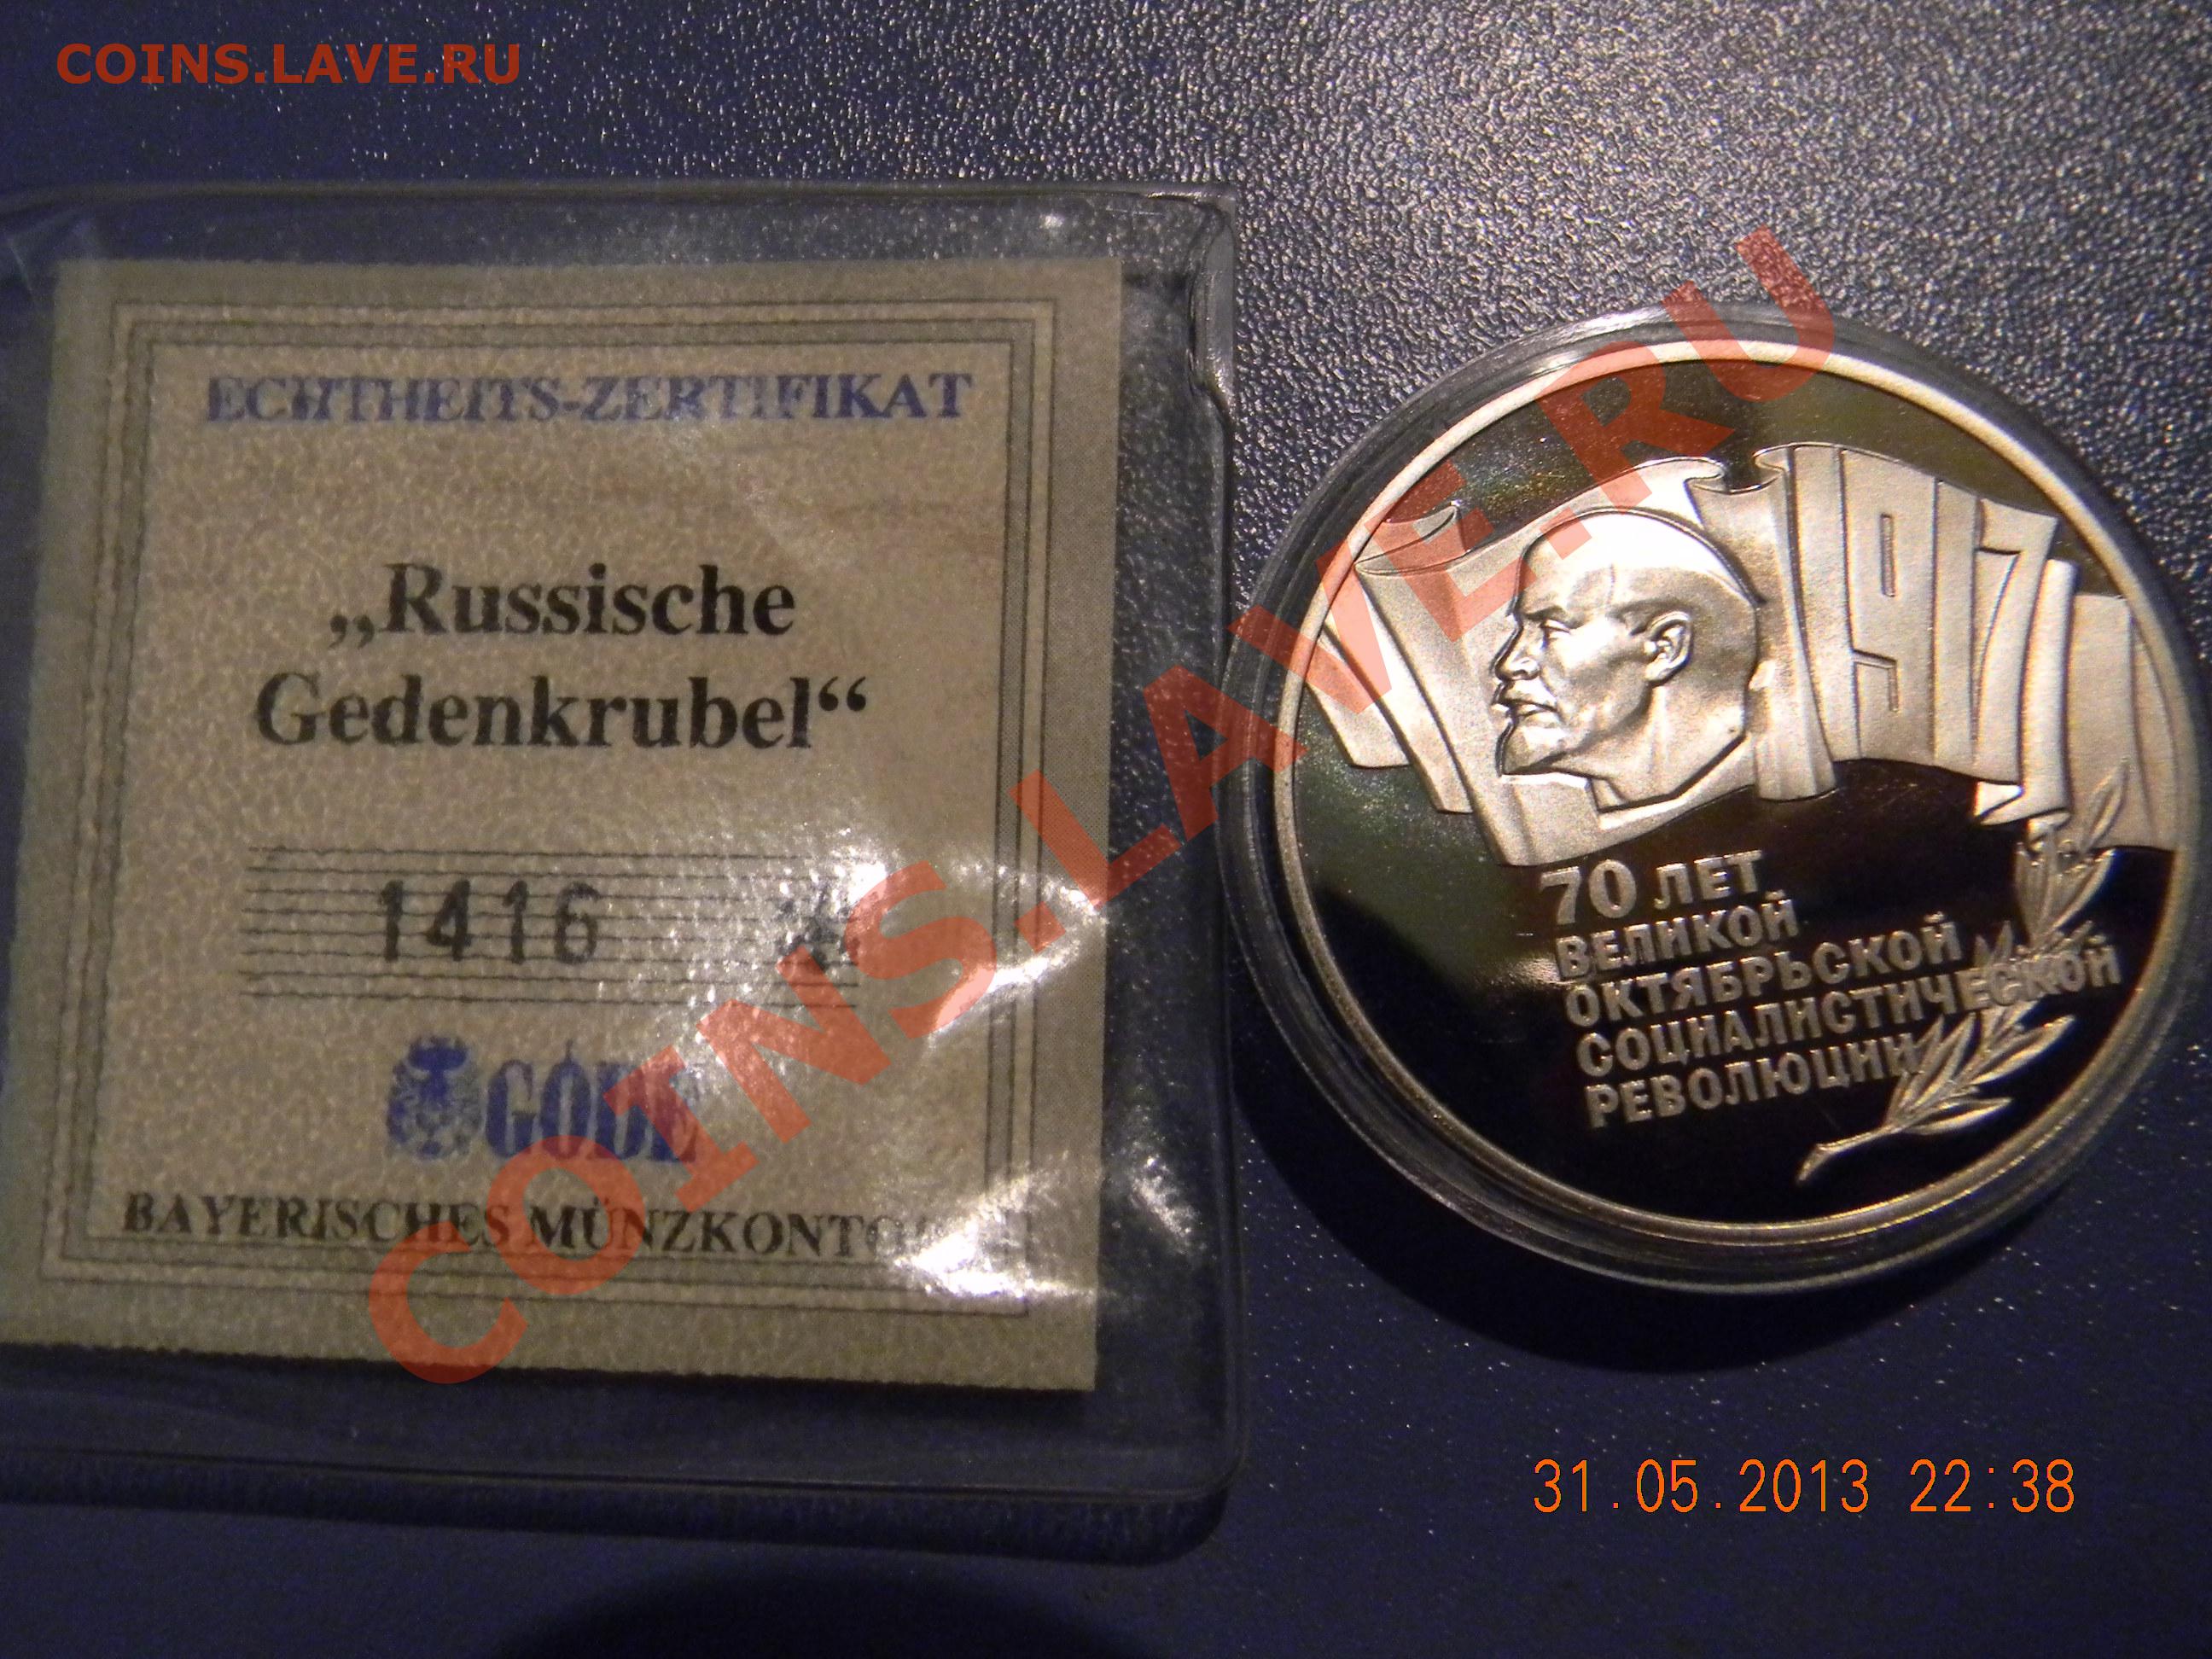 COINS.LAVE.RU
ECHTHEITS-ZERTIFIKAT
„Russische
Gedenkrubel“
1416
GÖDE
BAYERISCHES MÜNZKONTOR
1917
70 ЛЕТ
ВЕЛИКОЙ
ОКТЯБРЬСКОЙ
СОЦИАЛИСТИЧЕСКОЙ
РЕВОЛЮЦИИ
COINS.LAVE.RU
31.05.2013 22:38